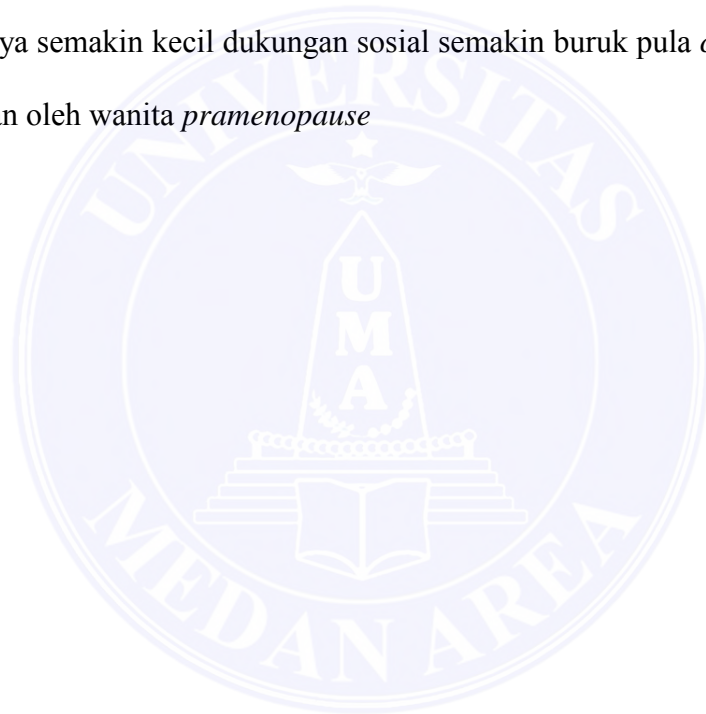 ya semakin kecil dukungan sosial semakin buruk pula
n oleh wanita pramenopause
UNIVERSITAS
UMA
MEDAN AREA